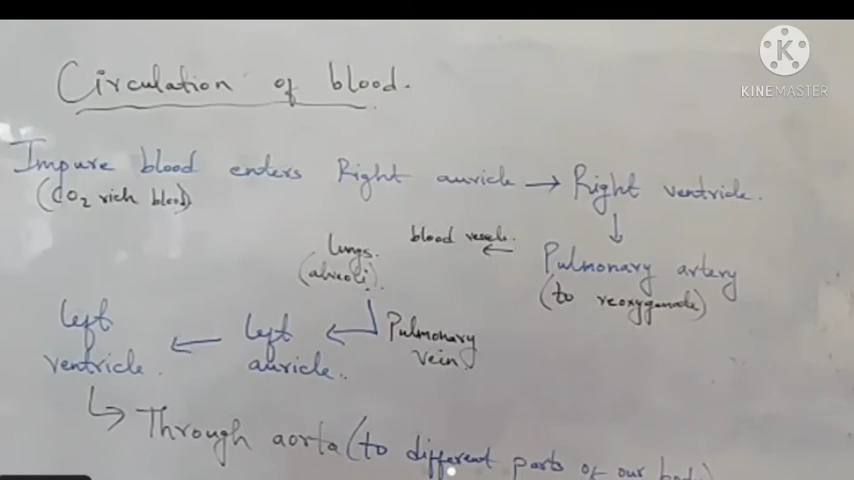 KINEMASTER
Circulation of blood.
Impure blood enters Right auricle → Right ventricle.
(CO2 rich blood)
↓
lungs. blood vessels. ← Pulmonary artery
(alveoli). (to reoxygenate)
left ventricle. ← left auricle. ← Pulmonary vein
↳ Through aorta (to different parts of our body)